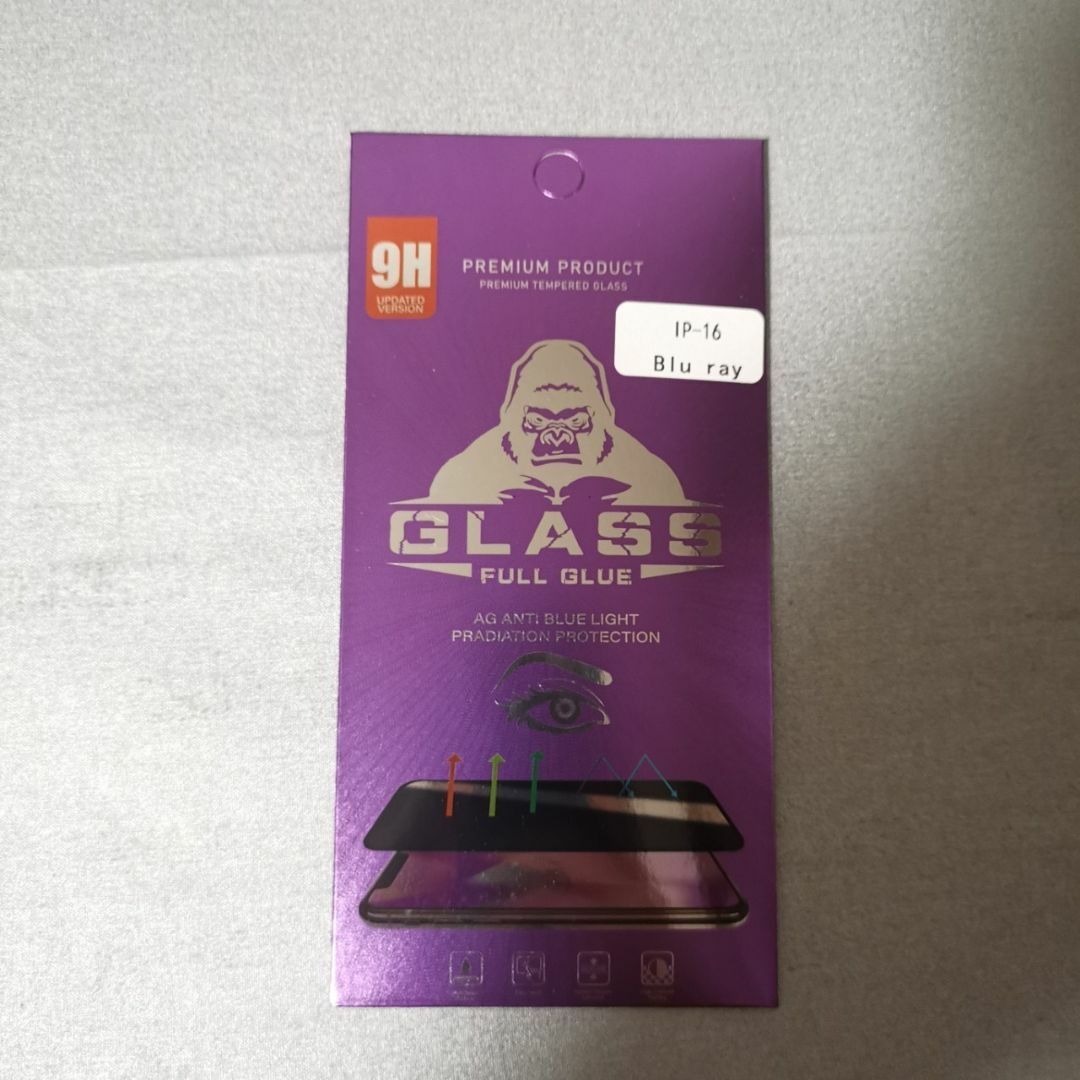 9H
UPDATED
VERSION
PREMIUM PRODUCT
PREMIUM TEMPERED GLASS
IP-16
Blu ray
GLASS
FULL GLUE
AG ANTI BLUE LIGHT
PRADIATION PROTECTION